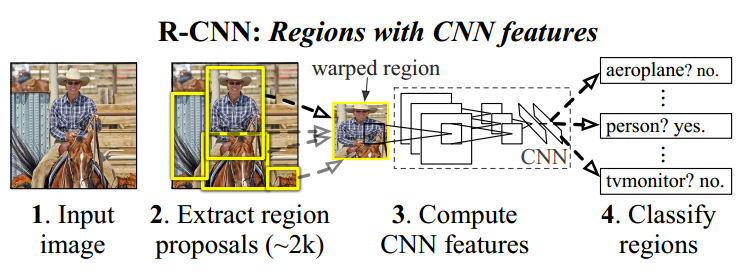 R-CNN: Regions with CNN features
warped region
aeroplane? no.
⋮
person? yes.
⋮
tvmonitor? no.
CNN
1. Input
image
2. Extract region
proposals (~2k)
3. Compute
CNN features
4. Classify
regions